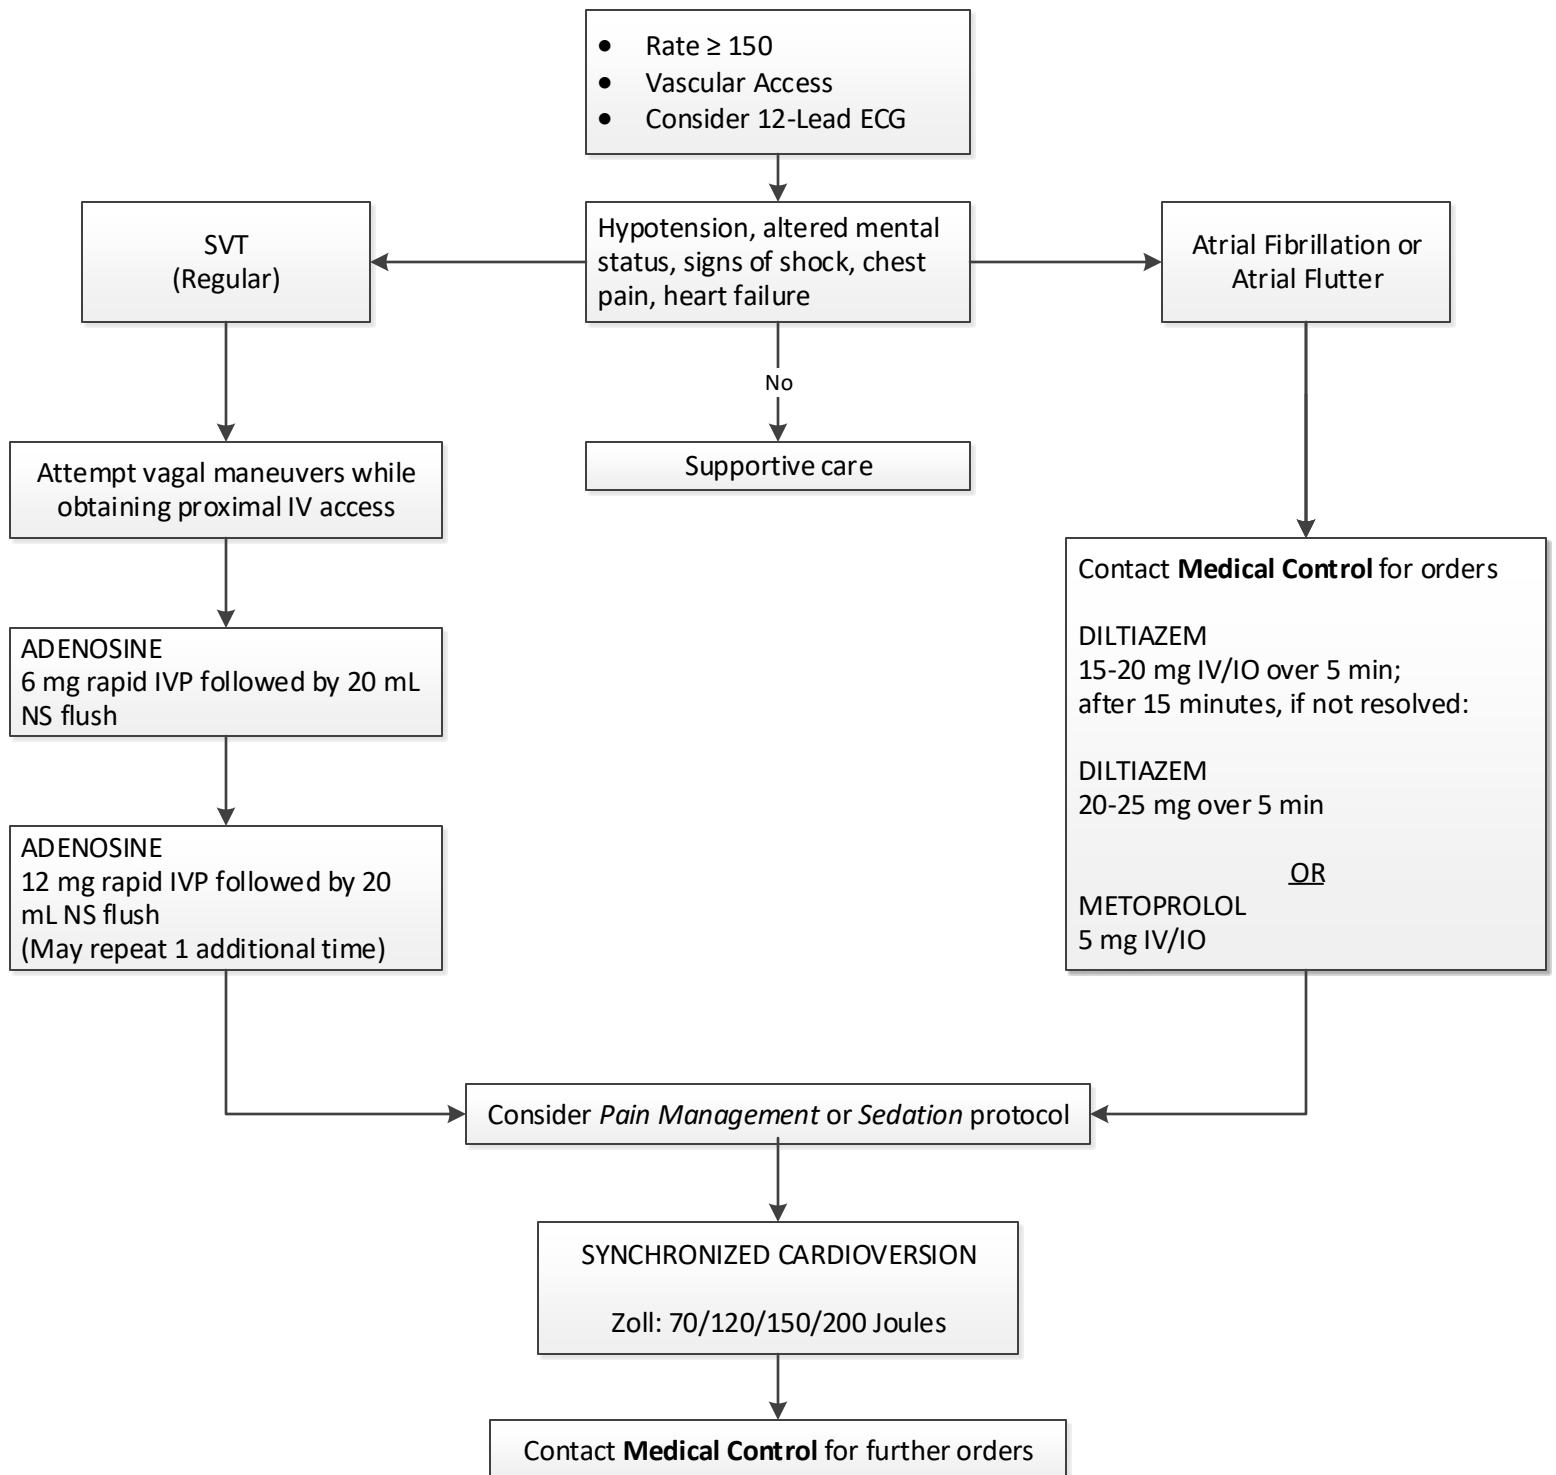 • Rate ≥ 150
• Vascular Access
• Consider 12-Lead ECG
SVT
(Regular)
Hypotension, altered mental
status, signs of shock, chest
pain, heart failure
Atrial Fibrillation or
Atrial Flutter
No
Attempt vagal maneuvers while
obtaining proximal IV access
Supportive care
ADENOSINE
6 mg rapid IVP followed by 20 mL
NS flush
ADENOSINE
12 mg rapid IVP followed by 20
mL NS flush
(May repeat 1 additional time)
Contact Medical Control for orders
DILTIAZEM
15-20 mg IV/IO over 5 min;
after 15 minutes, if not resolved:
DILTIAZEM
20-25 mg over 5 min
OR
METOPROLOL
5 mg IV/IO
Consider Pain Management or Sedation protocol
SYNCHRONIZED CARDIOVERSION
Zoll: 70/120/150/200 Joules
Contact Medical Control for further orders